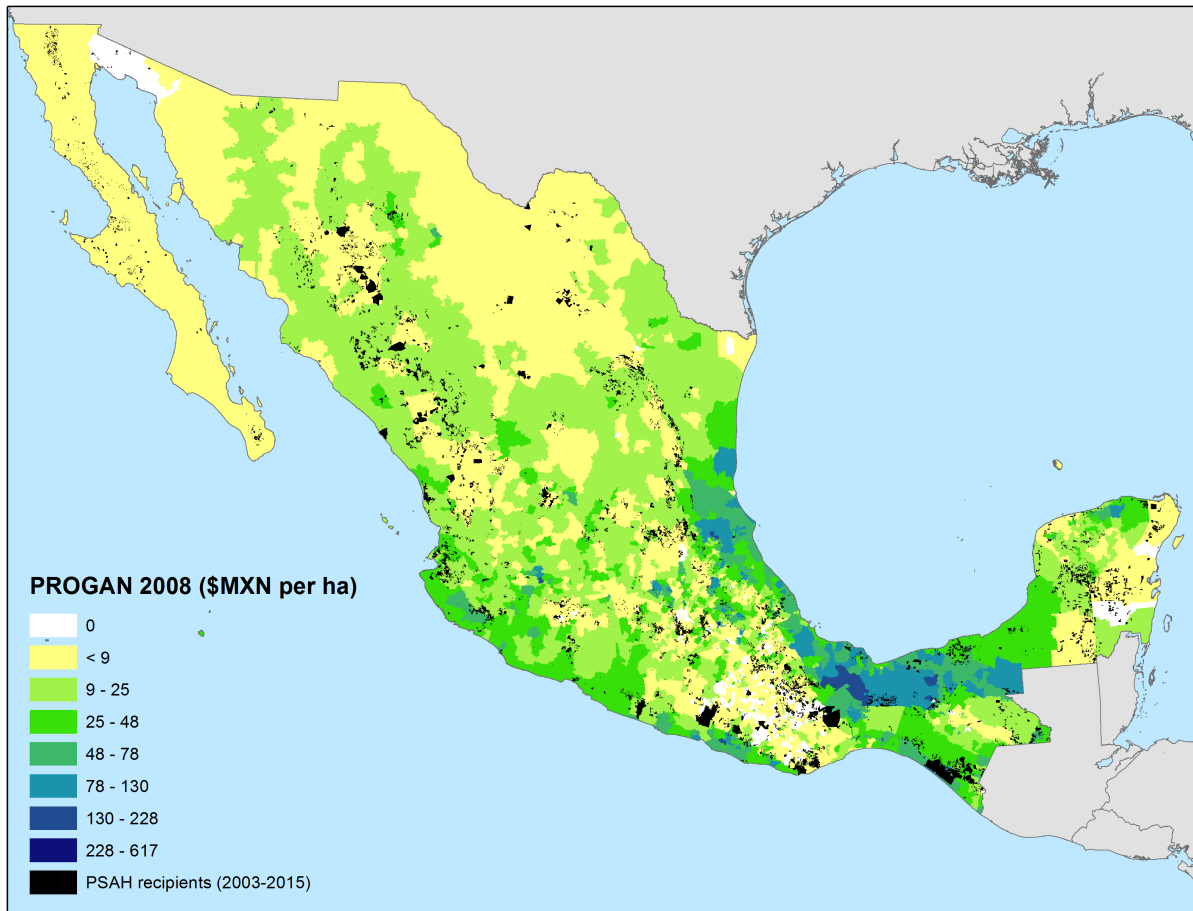 PROGAN 2008 ($MXN per ha)
0
< 9
9 - 25
25 - 48
48 - 78
78 - 130
130 - 228
228 - 617
PSAH recipients (2003-2015)